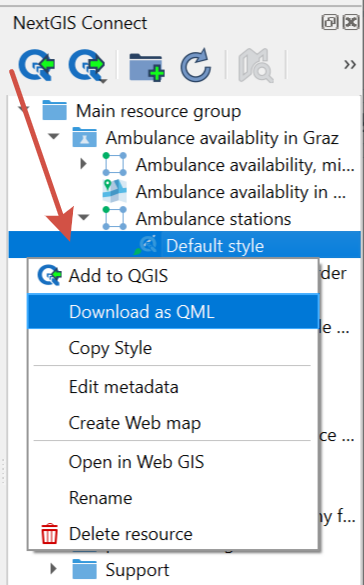 NextGIS Connect
»
Main resource group
Ambulance availablity in Graz
Ambulance availability, mi...
Ambulance availablity in ...
Ambulance stations
Default style
Add to QGIS
der
Download as QML
le ...
Copy Style
Edit metadata
Create Web map
ce ...
Open in Web GIS
Rename
ny f...
Delete resource
Support